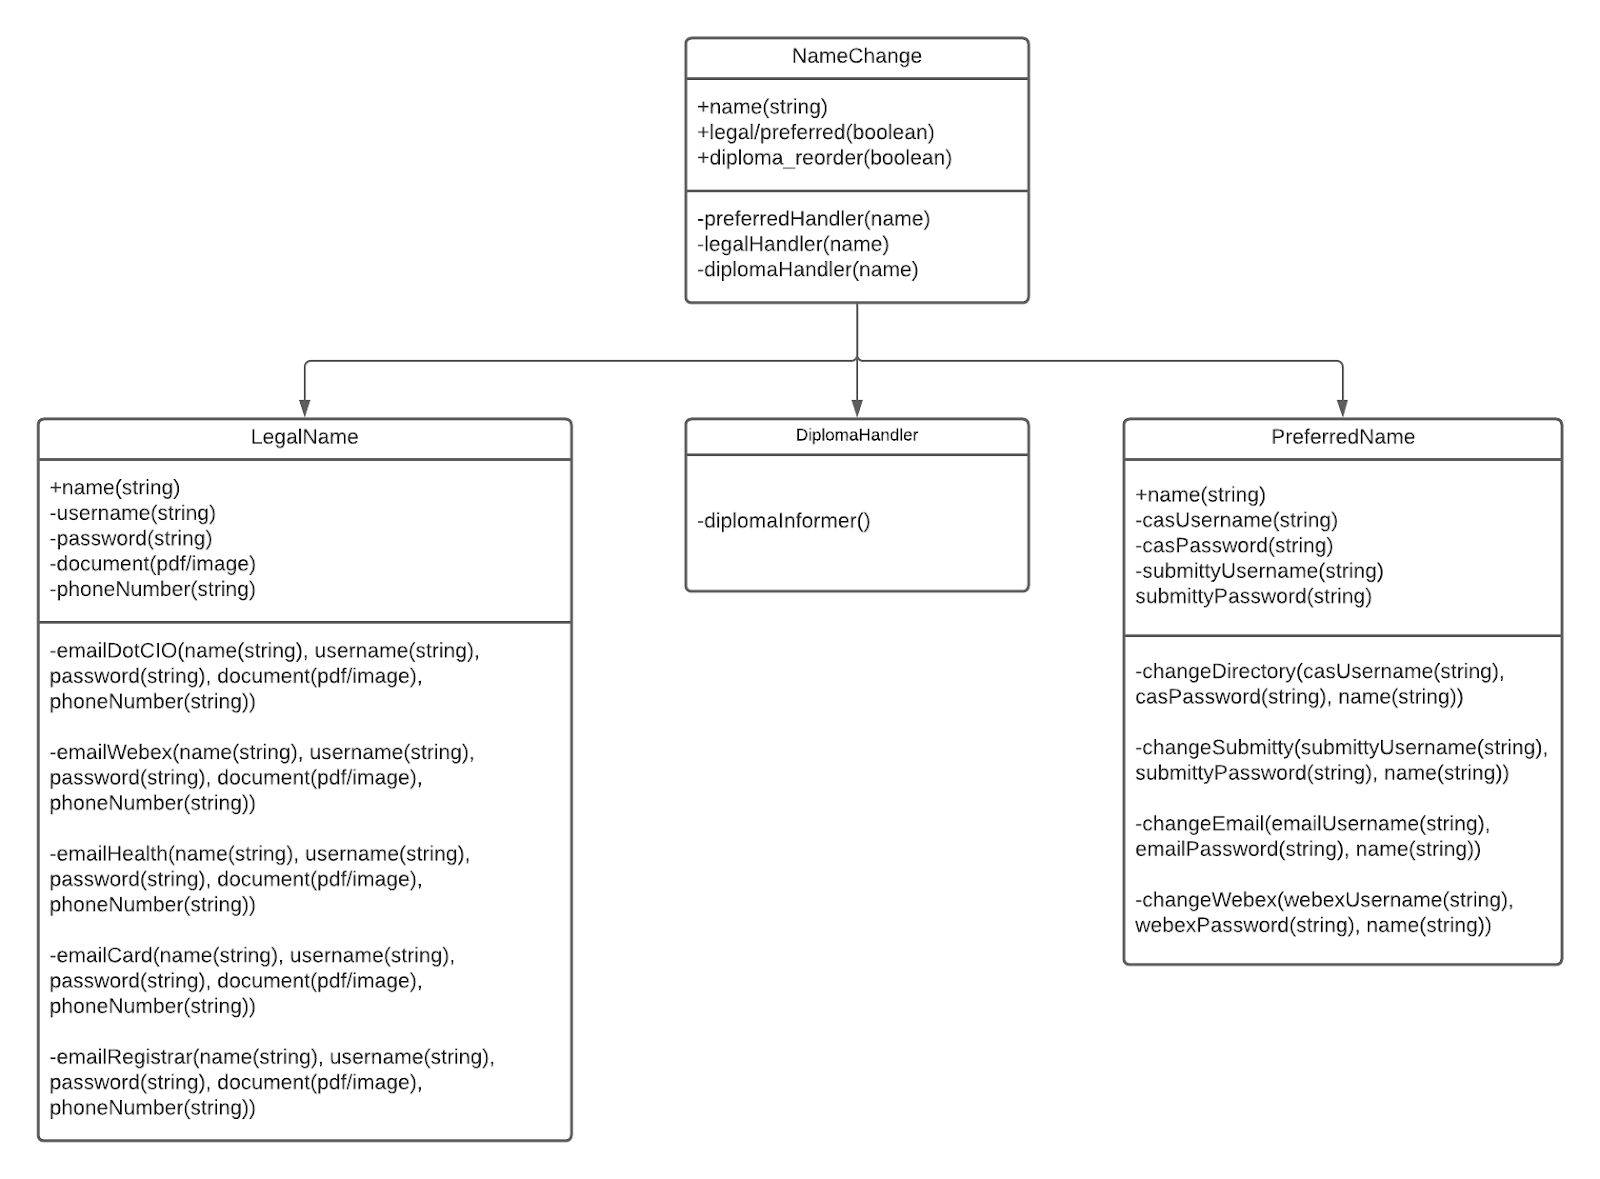 NameChange
+name(string)
+legal/preferred(boolean)
+diploma_reorder(boolean)
-preferredHandler(name)
-legalHandler(name)
-diplomaHandler(name)
LegalName
+name(string)
-username(string)
-password(string)
-document(pdf/image)
-phoneNumber(string)
-emailDotCIO(name(string), username(string),
password(string), document(pdf/image),
phoneNumber(string))
-emailWebex(name(string), username(string),
password(string), document(pdf/image),
phoneNumber(string))
-emailHealth(name(string), username(string),
password(string), document(pdf/image),
phoneNumber(string))
-emailCard(name(string), username(string),
password(string), document(pdf/image),
phoneNumber(string))
-emailRegistrar(name(string), username(string),
password(string), document(pdf/image),
phoneNumber(string))
DiplomaHandler
-diplomaInformer()
PreferredName
+name(string)
-casUsername(string)
-casPassword(string)
-submittyUsername(string)
submittyPassword(string)
-changeDirectory(casUsername(string),
casPassword(string), name(string))
-changeSubmitty(submittyUsername(string),
submittyPassword(string), name(string))
-changeEmail(emailUsername(string),
emailPassword(string), name(string))
-changeWebex(webexUsername(string),
webexPassword(string), name(string))